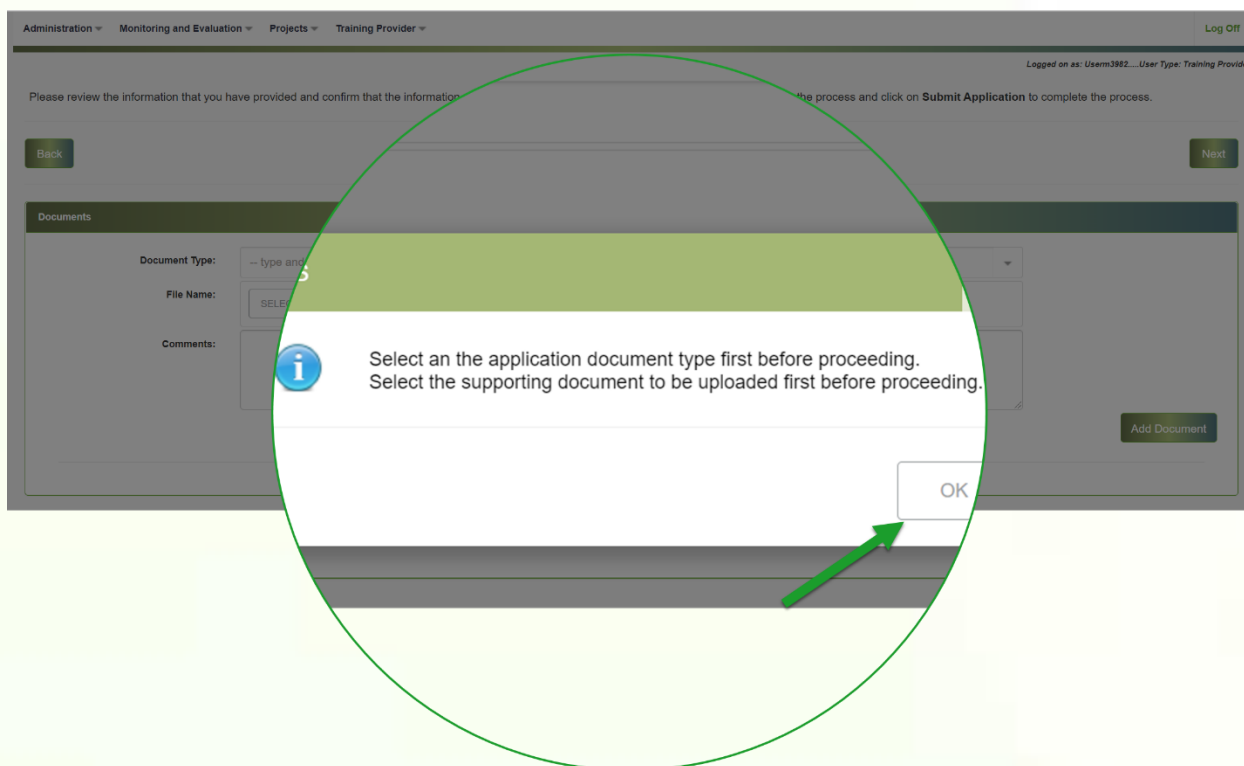 Administration Monitoring and Evaluation Projects Training Provider Log Off
Logged on as: Userm3982.....User Type: Training Provide
Please review the information that you have provided and confirm that the information the process and click on Submit Application to complete the process.
Back Next
Documents
Document Type: -- type and
s
File Name: SELEC
Comments:
Select an the application document type first before proceeding.
Select the supporting document to be uploaded first before proceeding.
Add Document
OK